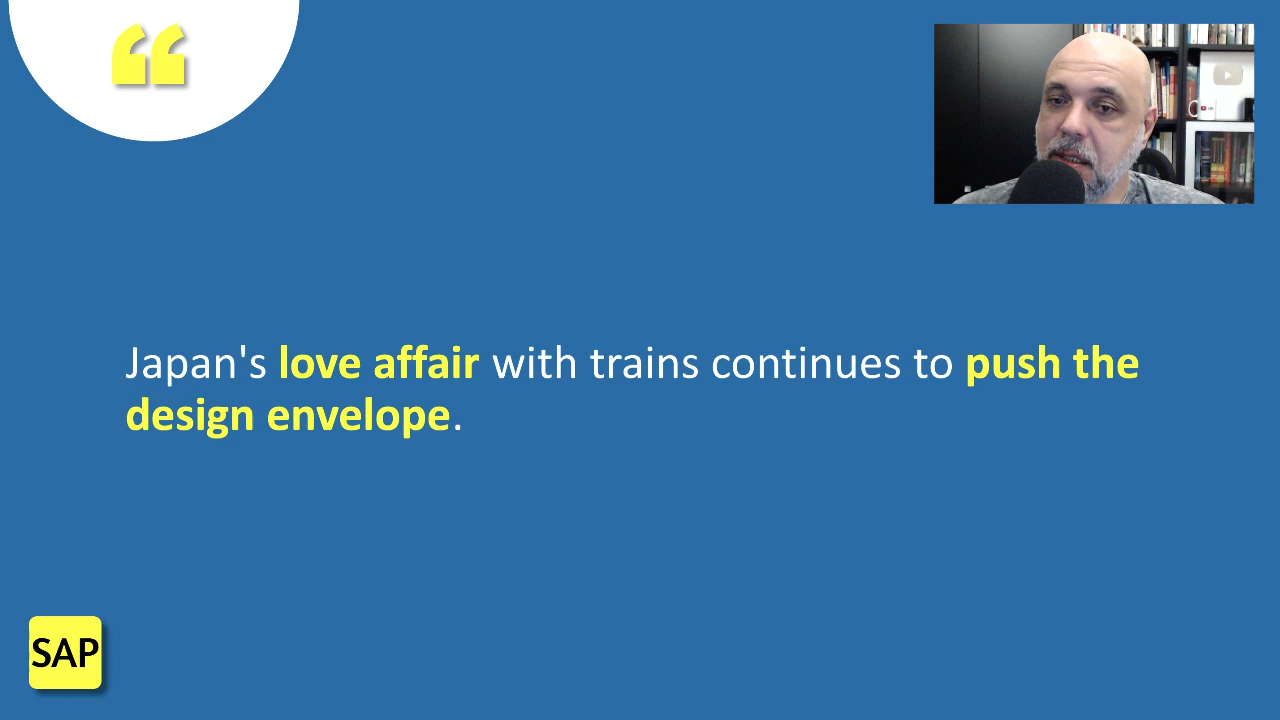 “
Japan's love affair with trains continues to push the
design envelope.
SAP